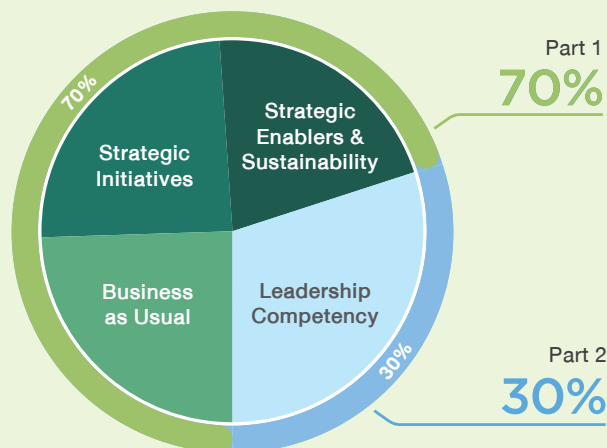 Part 1
70%
70%
Strategic
Enablers &
Sustainability
Strategic
Initiatives
Business
as Usual
Leadership
Competency
30%
Part 2
30%